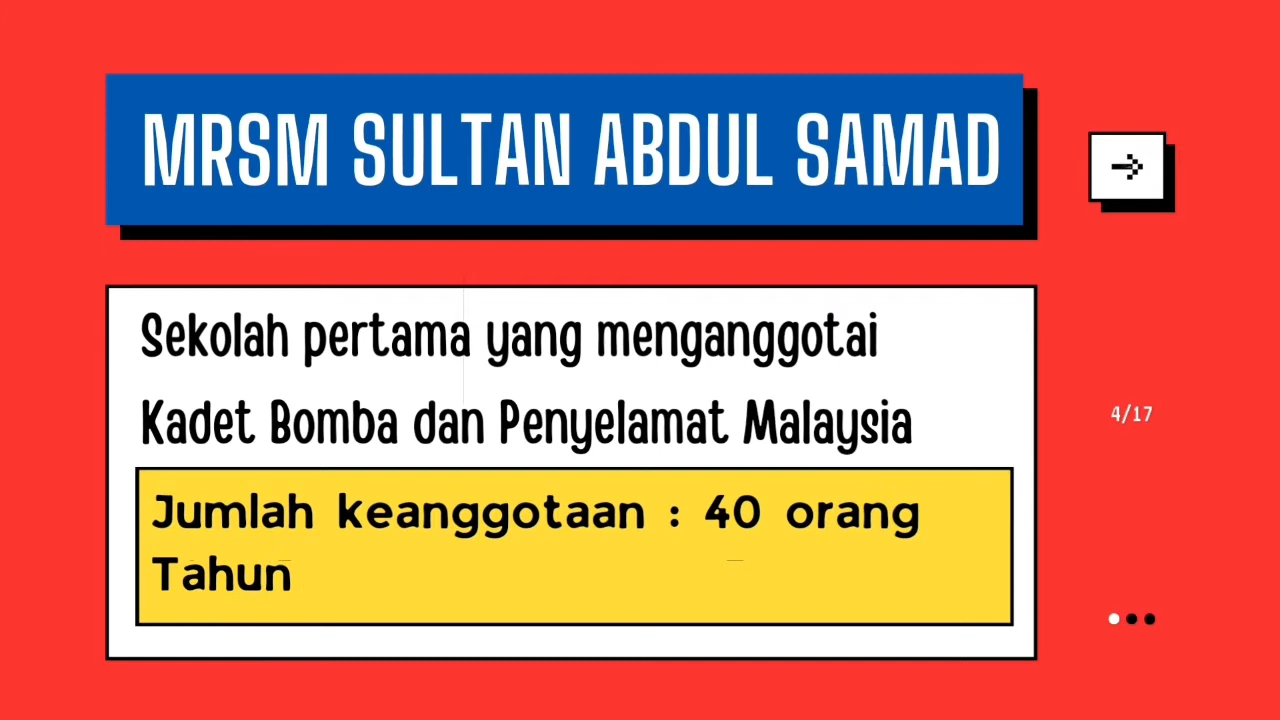 MRSM SULTAN ABDUL SAMAD
Sekolah pertama yang menganggotai
Kadet Bomba dan Penyelamat Malaysia
Jumlah keanggotaan : 40 orang
Tahun
4/17